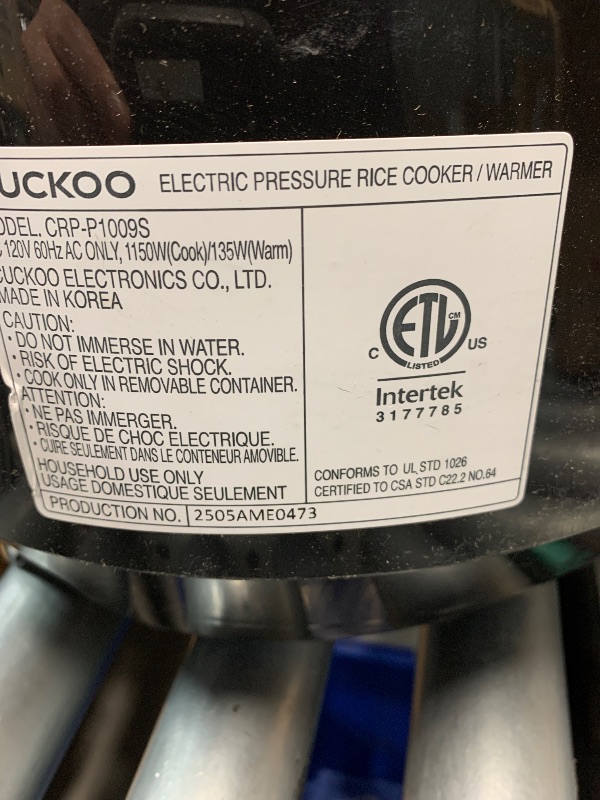 UCKOO ELECTRIC PRESSURE RICE COOKER / WARMER
ODEL. CRP-P1009S
120V 60Hz AC ONLY, 1150W(Cook)/135W(Warm)
CUCKOO ELECTRONICS CO., LTD.
MADE IN KOREA
CAUTION:
• DO NOT IMMERSE IN WATER.
• RISK OF ELECTRIC SHOCK.
• COOK ONLY IN REMOVABLE CONTAINER.
ATTENTION:
• NE PAS IMMERGER.
• RISQUE DE CHOC ELECTRIQUE.
• CUIRE SEULEMENT DANS LE CONTENEUR AMOVIBLE.
HOUSEHOLD USE ONLY
USAGE DOMESTIQUE SEULEMENT
C ETL CM US
LISTED
Intertek
3177785
CONFORMS TO UL STD 1026
CERTIFIED TO CSA STD C22.2 NO.64
PRODUCTION NO. 2505AME0473